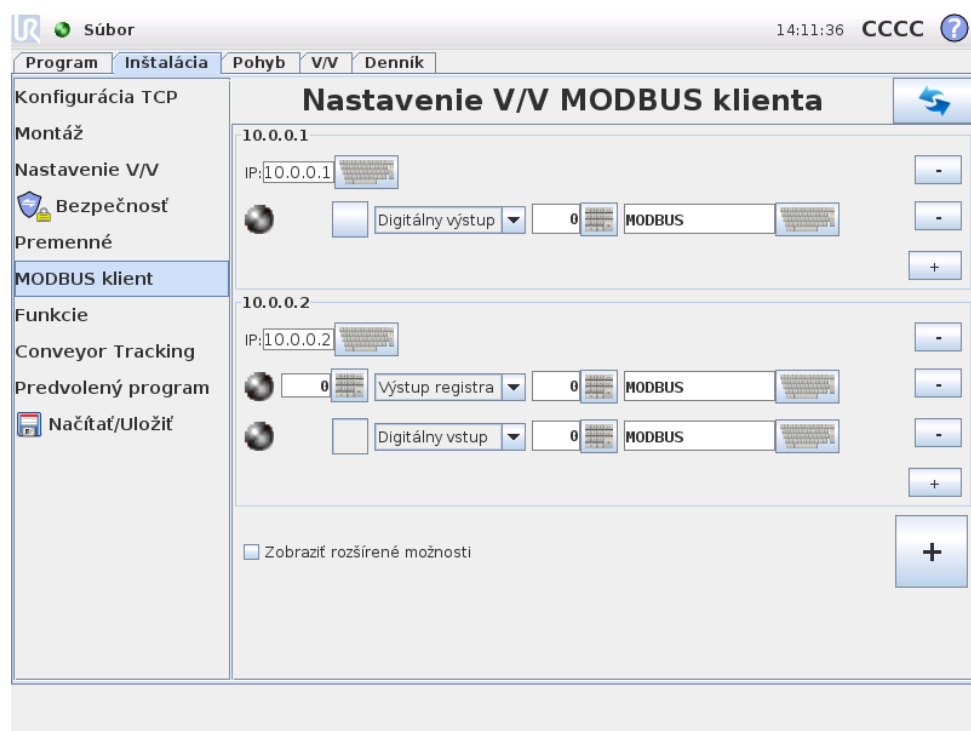 UR Súbor 14:11:36 CCCC ?
Program Inštalácia Pohyb V/V Denník
Konfigurácia TCP
Montáž
Nastavenie V/V
Bezpečnosť
Premenné
MODBUS klient
Funkcie
Conveyor Tracking
Predvolený program
Načítať/Uložiť
Nastavenie V/V MODBUS klienta
10.0.0.1
IP: 10.0.0.1 -
Digitálny výstup 0 MODBUS -
+
10.0.0.2
IP: 10.0.0.2 -
0 Výstup registra 0 MODBUS -
Digitálny vstup 0 MODBUS -
+
Zobraziť rozšírené možnosti +